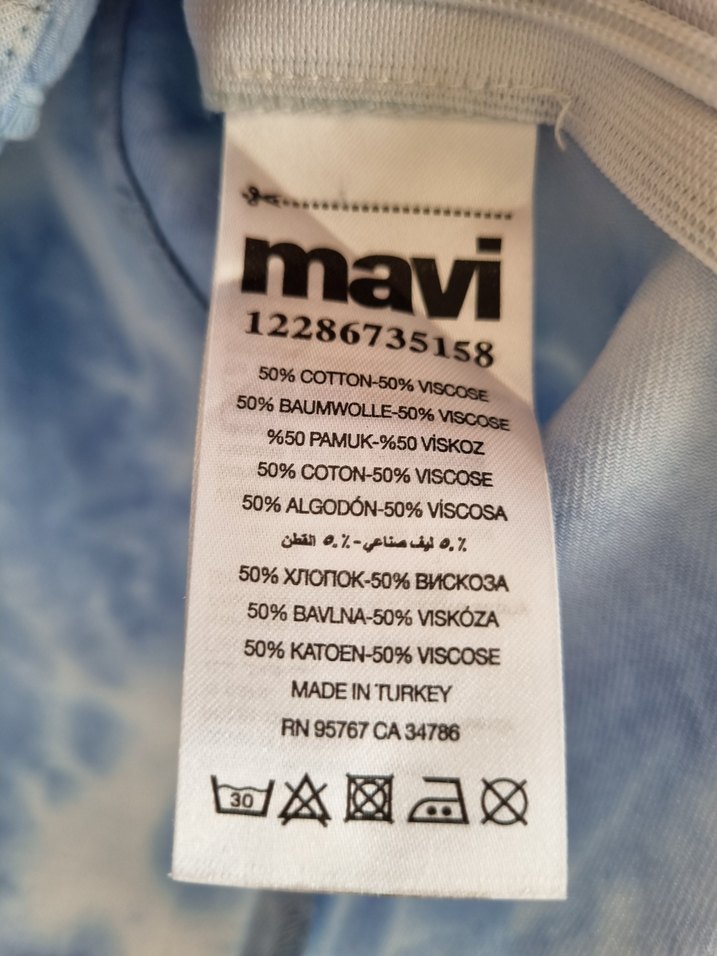 mavi
12286735158
50% COTTON-50% VISCOSE
50% BAUMWOLLE-50% VISCOSE
%50 PAMUK-%50 VİSKOZ
50% COTON-50% VISCOSE
50% ALGODÓN-50% VÍSCOSA
٥٠٪ ليف صناعي-٥٠٪ القطن
50% ХЛОПОК-50% ВИСКОЗА
50% BAVLNA-50% VISKÓZA
50% KATOEN-50% VISCOSE
MADE IN TURKEY
RN 95767 CA 34786
30